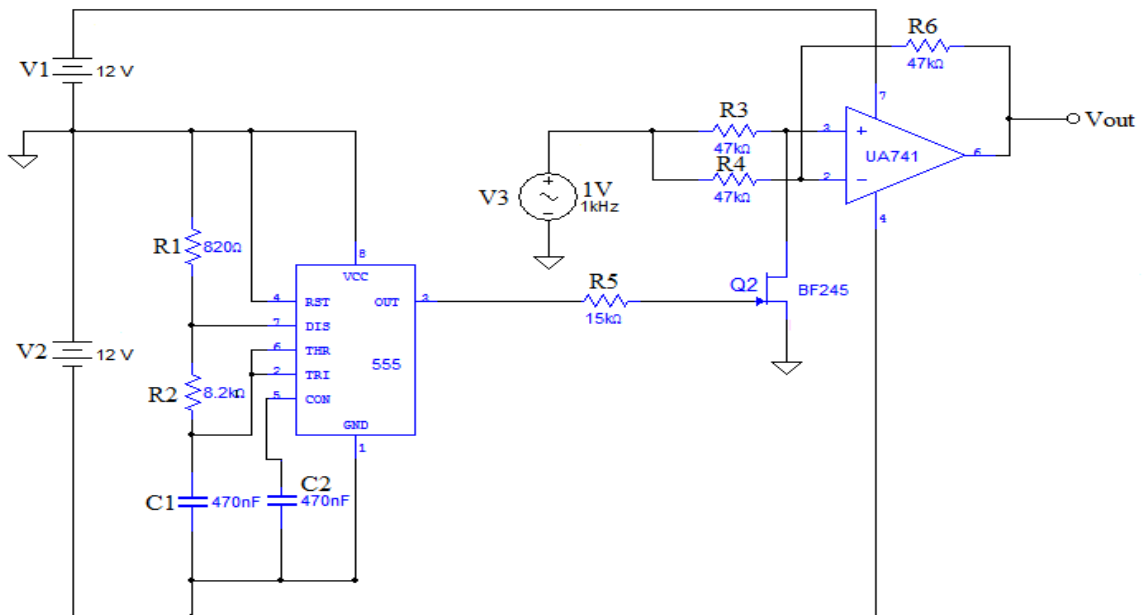 V1
12 V
V2
12 V
R1
820Ω
R2
8.2kΩ
C1
470nF
C2
470nF
8
VCC
4
RST
OUT
3
7
DIS
6
THR
555
2
TRI
5
CON
GND
1
R5
15kΩ
V3
1V
1kHz
R3
47kΩ
R4
47kΩ
R6
47kΩ
7
3
+
UA741
6
2
−
4
Vout
Q2
BF245